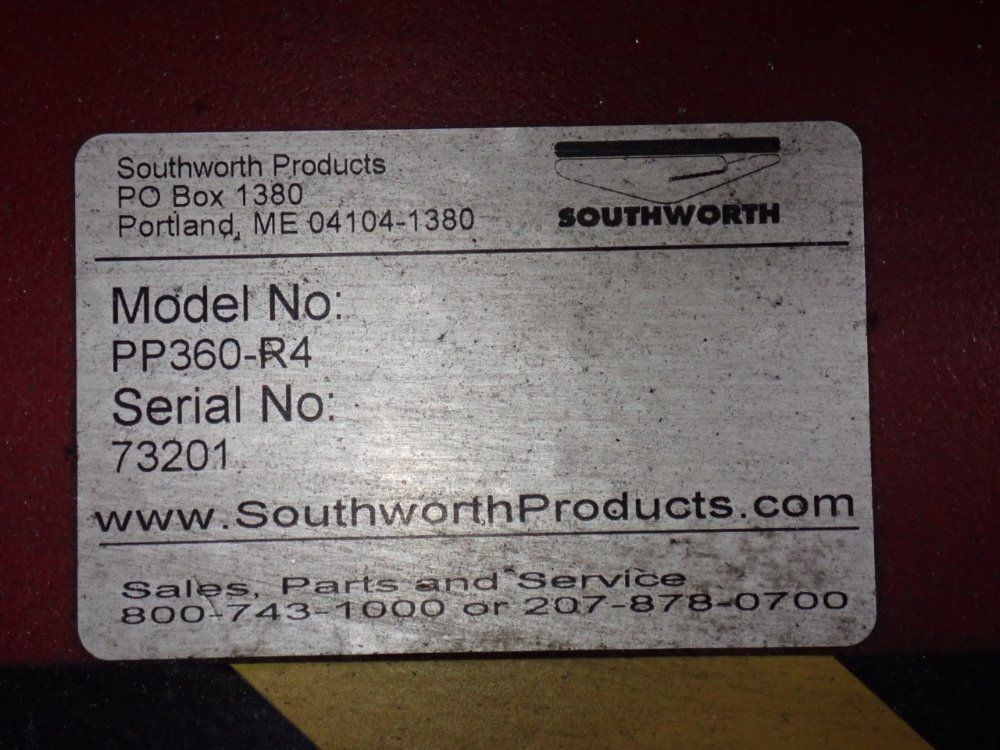 Southworth Products
PO Box 1380
Portland, ME 04104-1380
SOUTHWORTH
Model No:
PP360-R4
Serial No:
73201
www.SouthworthProducts.com
Sales, Parts and Service
800-743-1000 or 207-878-0700